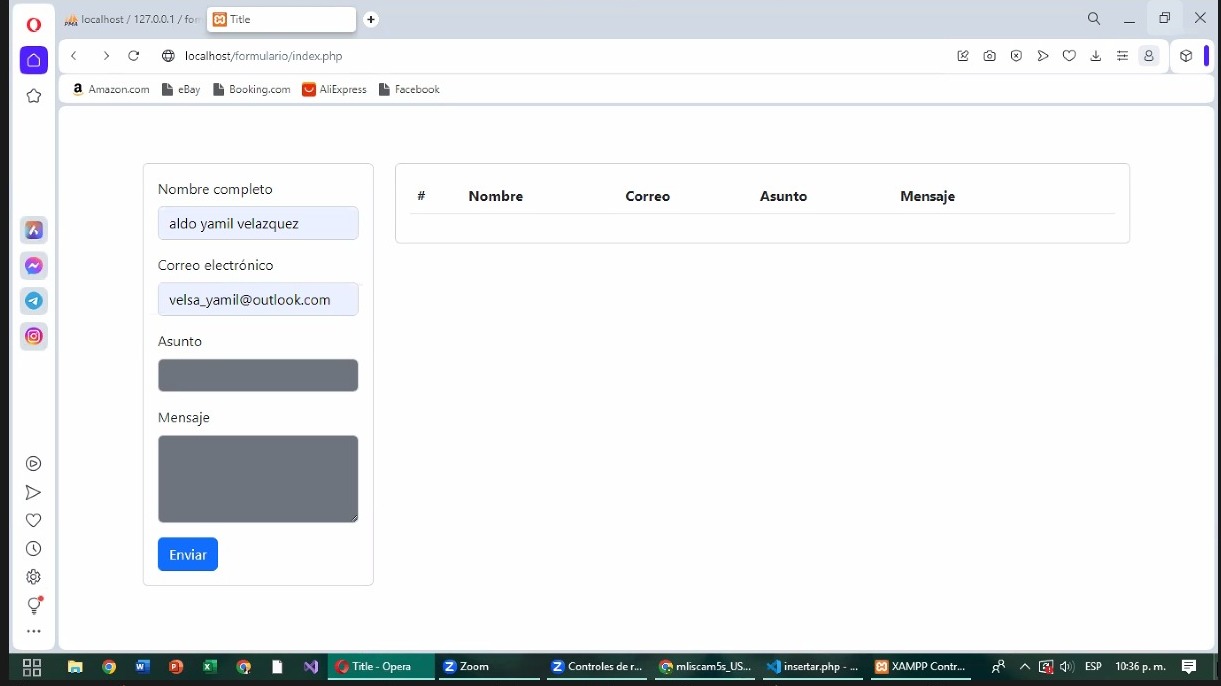 localhost / 127.0.0.1 / for
Title
localhost/formulario/index.php
Amazon.com
eBay
Booking.com
AliExpress
Facebook
Nombre completo
aldo yamil velazquez
Correo electrónico
velsa_yamil@outlook.com
Asunto
Mensaje
Enviar
# Nombre Correo Asunto Mensaje
Title - Opera
Zoom
Controles de r...
mliscam5s_US...
insertar.php - ...
XAMPP Contr...
ESP
10:36 p. m.